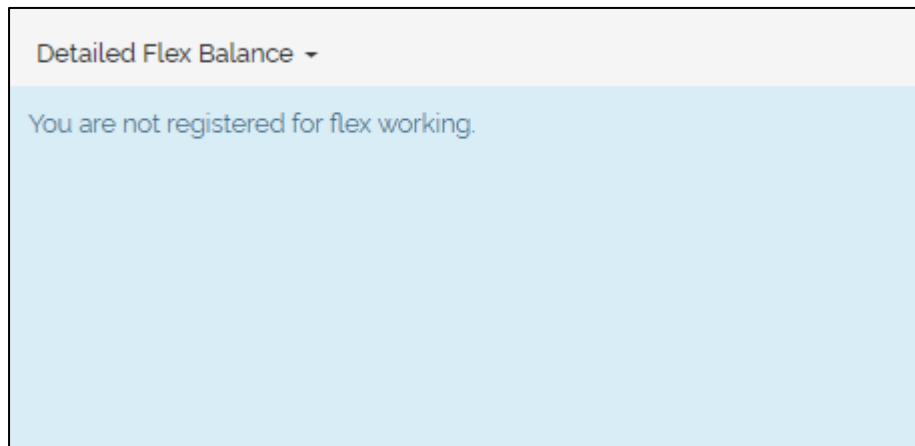 Detailed Flex Balance
You are not registered for flex working.